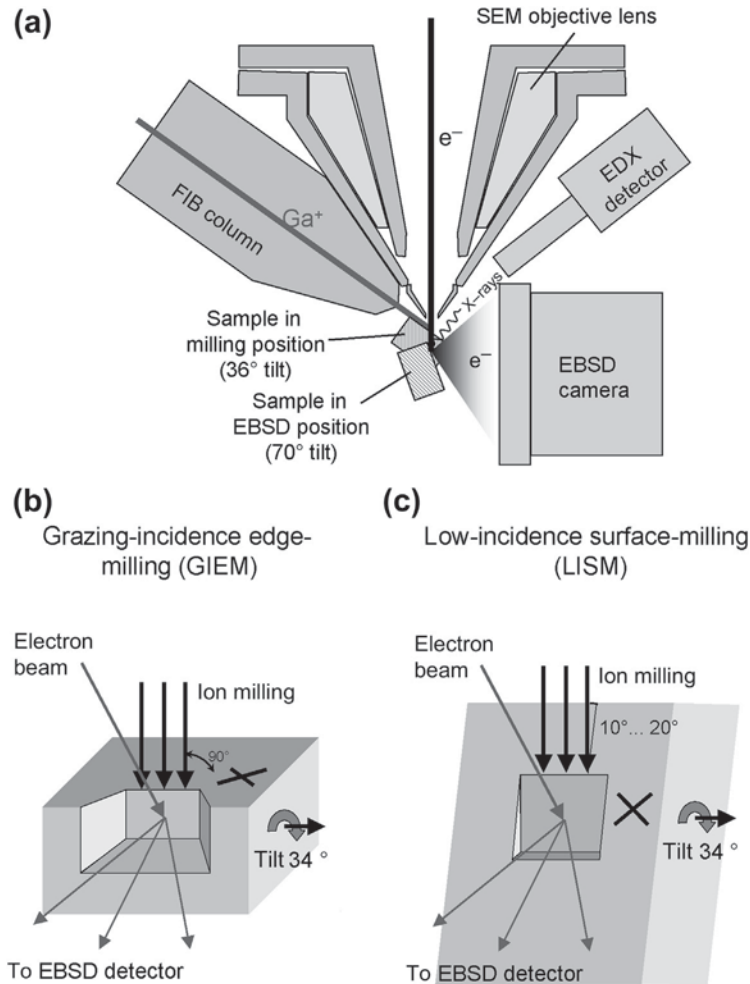 (a)
SEM objective lens
e–
EDX
detector
FIB column
Ga+
X–rays
Sample in
milling position
(36° tilt)
e–
EBSD
camera
Sample in
EBSD position
(70° tilt)
(b)
Grazing-incidence edge-
milling (GIEM)
Electron
beam
Ion milling
90°
Tilt 34 °
To EBSD detector
(c)
Low-incidence surface-milling
(LISM)
Electron
beam
Ion milling
10°... 20°
Tilt 34 °
To EBSD detector